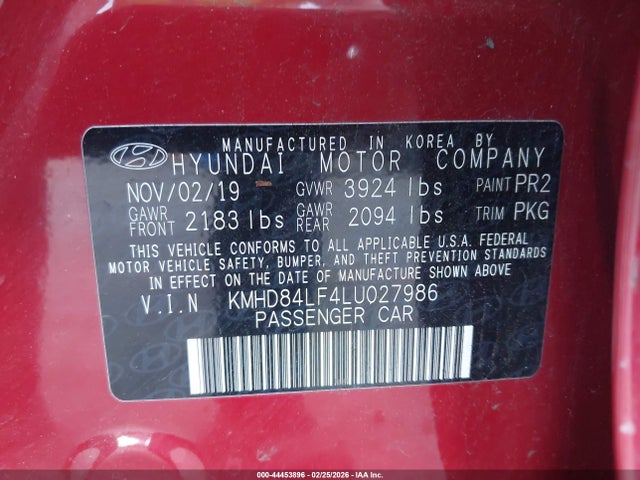 MANUFACTURED IN KOREA BY
HYUNDAI MOTOR COMPANY
NOV/02/19 GVWR 3924 lbs PAINT PR2
GAWR FRONT 2183 lbs GAWR REAR 2094 lbs TRIM PKG
THIS VEHICLE CONFORMS TO ALL APPLICABLE U.S.A. FEDERAL
MOTOR VEHICLE SAFETY, BUMPER, AND THEFT PREVENTION STANDARDS
IN EFFECT ON THE DATE OF MANUFACTURE SHOWN ABOVE
V.I.N KMHD84LF4LU027986
PASSENGER CAR
000-44453896 - 02/25/2026 - IAA Inc.